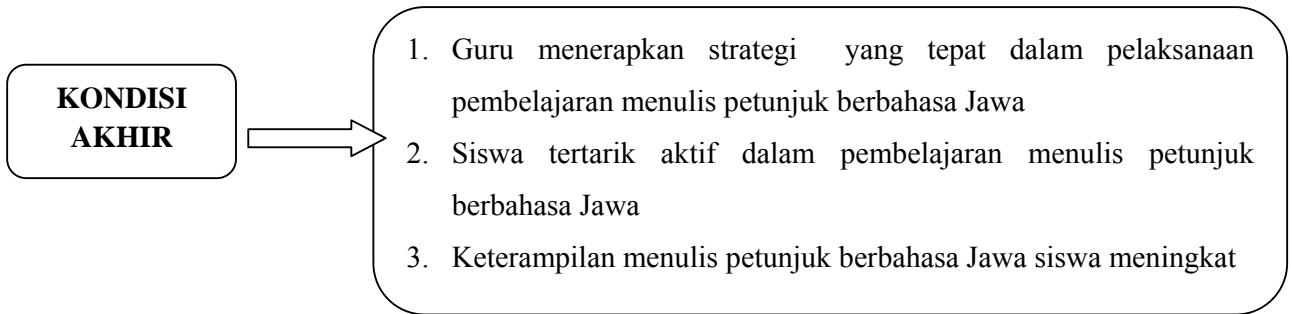 KONDISI
AKHIR
1. Guru menerapkan strategi yang tepat dalam pelaksanaan
pembelajaran menulis petunjuk berbahasa Jawa
2. Siswa tertarik aktif dalam pembelajaran menulis petunjuk
berbahasa Jawa
3. Keterampilan menulis petunjuk berbahasa Jawa siswa meningkat